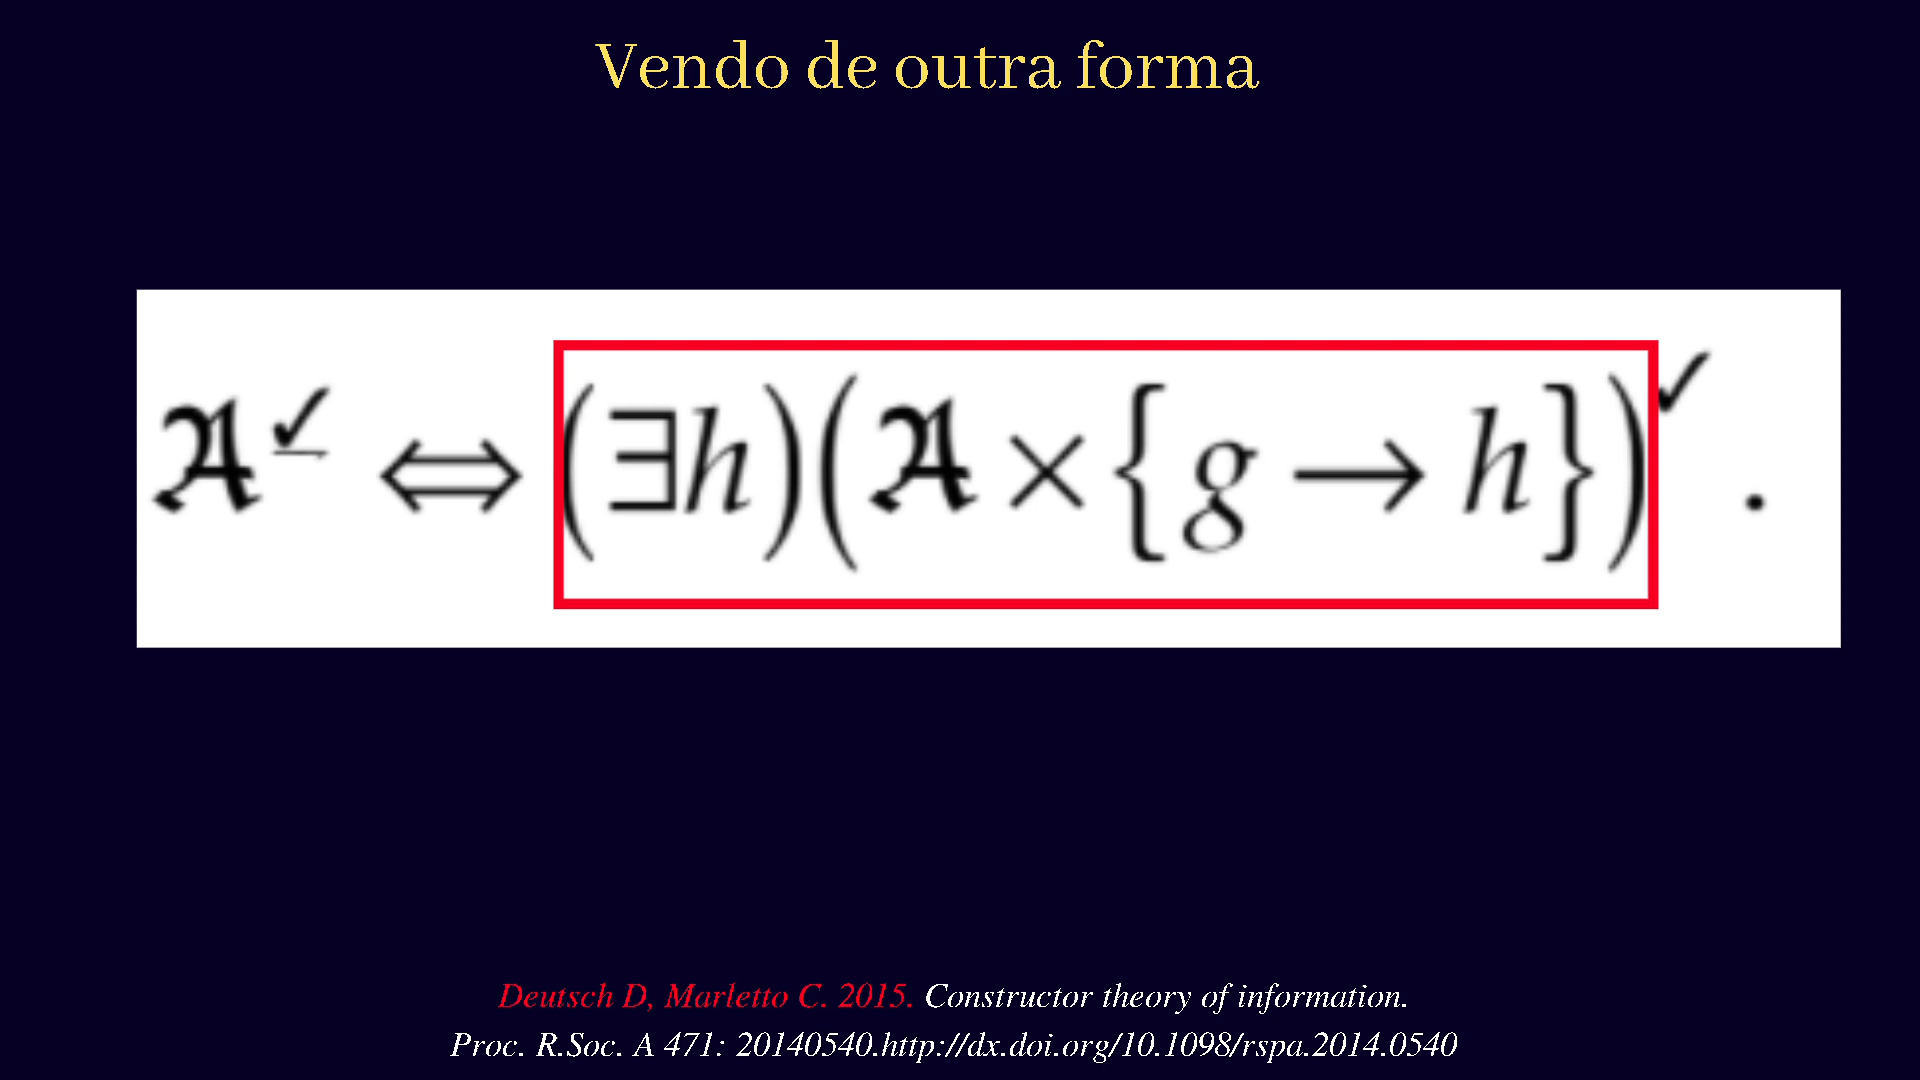 Vendo de outra forma
𝔄^✓̲ ⇔ (∃h)(𝔄 × {g → h})^✓ .
Deutsch D, Marletto C. 2015. Constructor theory of information.
Proc. R.Soc. A 471: 20140540.http://dx.doi.org/10.1098/rspa.2014.0540